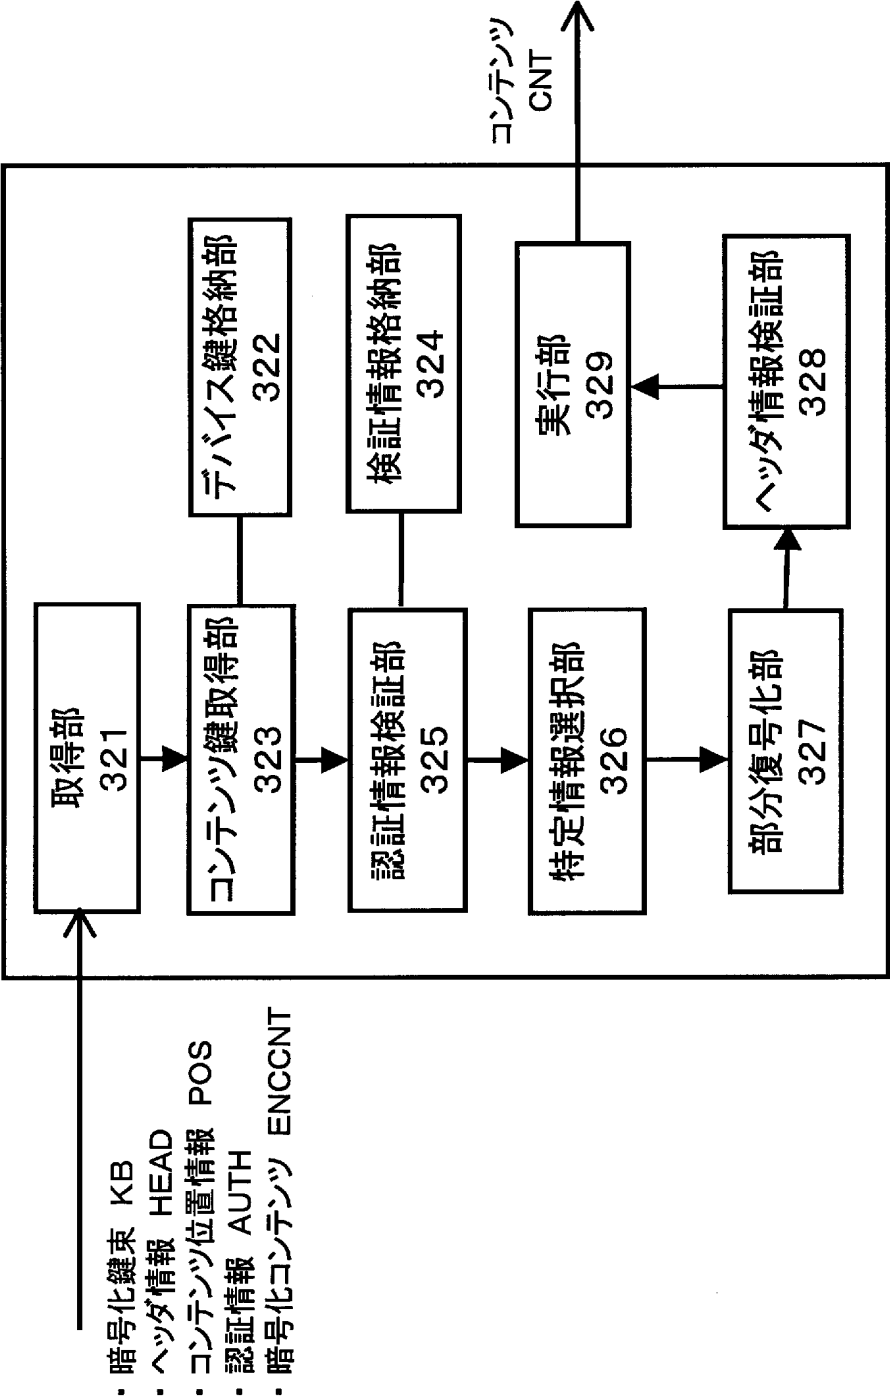 ・暗号化鍵束 KB
・ヘッダ情報 HEAD
・コンテンツ位置情報 POS
・認証情報 AUTH
・暗号化コンテンツ ENCCNT
取得部
321
コンテンツ鍵取得部
323
デバイス鍵格納部
322
認証情報検証部
325
検証情報格納部
324
特定情報選択部
326
部分復号化部
327
ヘッダ情報検証部
328
実行部
329
コンテンツ
CNT